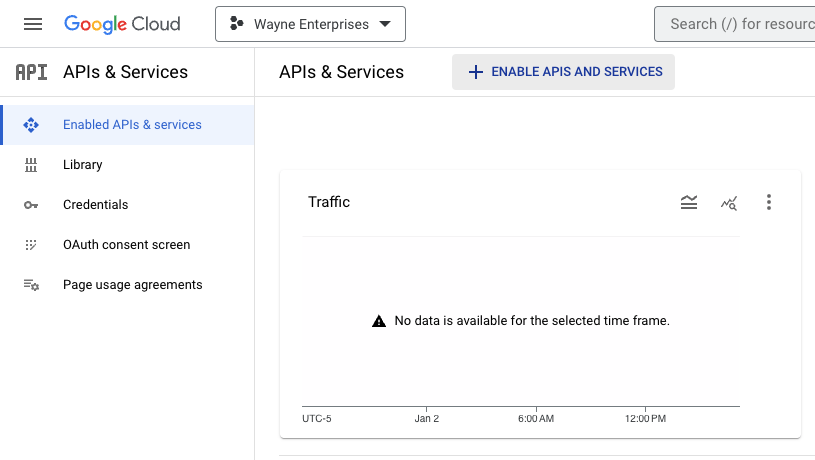 Google Cloud
Wayne Enterprises
Search (/) for resourc
API
APIs & Services
APIs & Services
ENABLE APIS AND SERVICES
Enabled APIs & services
Library
Credentials
OAuth consent screen
Page usage agreements
Traffic
No data is available for the selected time frame.
UTC-5
Jan 2
6:00 AM
12:00 PM